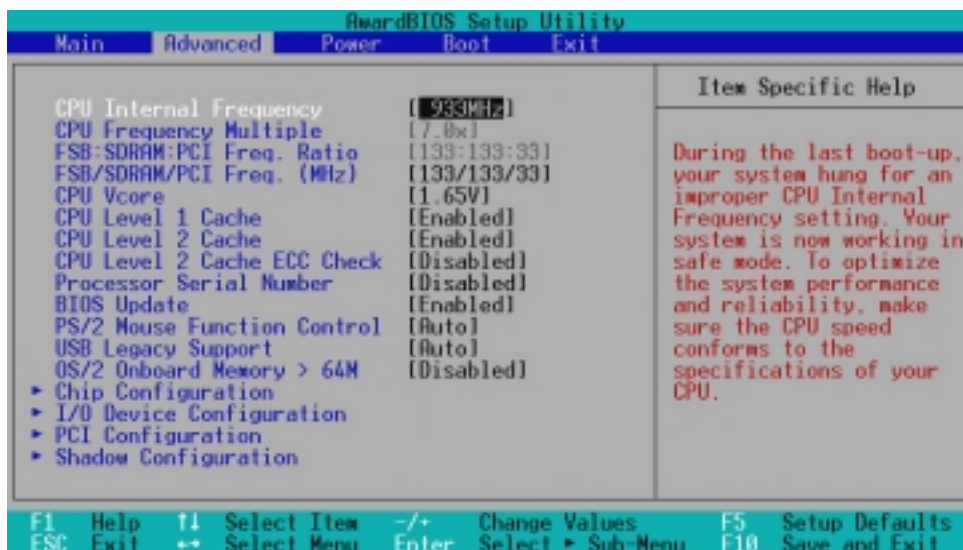 AwardBIOS Setup Utility
Main Advanced Power Boot Exit
Item Specific Help
CPU Internal Frequency [ 933MHz]
CPU Frequency Multiple [7.0x]
FSB:SDRAM:PCI Freq. Ratio [133:133:33]
FSB/SDRAM/PCI Freq. (MHz) [133/133/33]
CPU Vcore [1.65V]
CPU Level 1 Cache [Enabled]
CPU Level 2 Cache [Enabled]
CPU Level 2 Cache ECC Check [Disabled]
Processor Serial Number [Disabled]
BIOS Update [Enabled]
PS/2 Mouse Function Control [Auto]
USB Legacy Support [Auto]
OS/2 Onboard Memory > 64M [Disabled]
► Chip Configuration
► I/O Device Configuration
► PCI Configuration
► Shadow Configuration
During the last boot-up,
your system hung for an
improper CPU Internal
Frequency setting. Your
system is now working in
safe mode. To optimize
the system performance
and reliability, make
sure the CPU speed
conforms to the
specifications of your
CPU.
F1 Help ↑↓ Select Item -/+ Change Values F5 Setup Defaults
ESC Exit ↔ Select Menu Enter Select ► Sub-Menu F10 Save and Exit